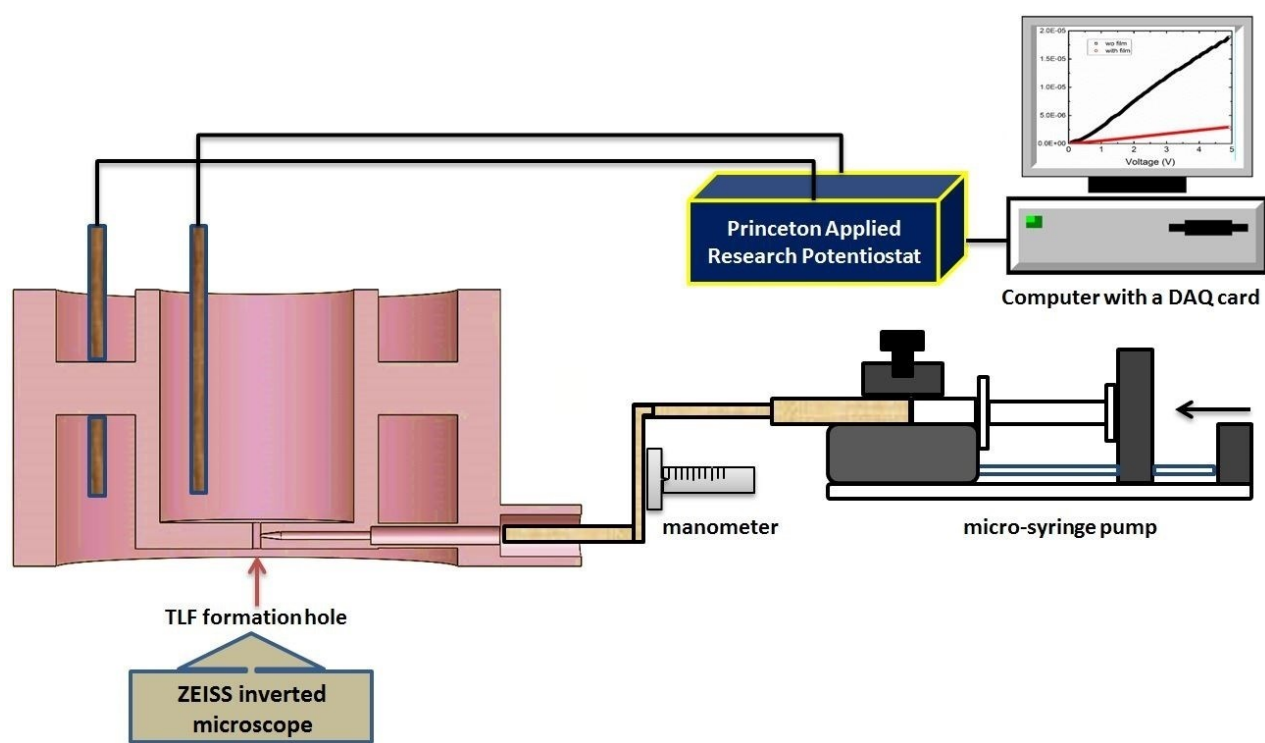 2.0E-05
wo film
with film
1.5E-05
1.0E-05
5.0E-06
0.0E+00
0 1 2 3 4 5
Voltage (V)
Princeton Applied
Research Potentiostat
Computer with a DAQ card
manometer
micro-syringe pump
TLF formation hole
ZEISS inverted
microscope